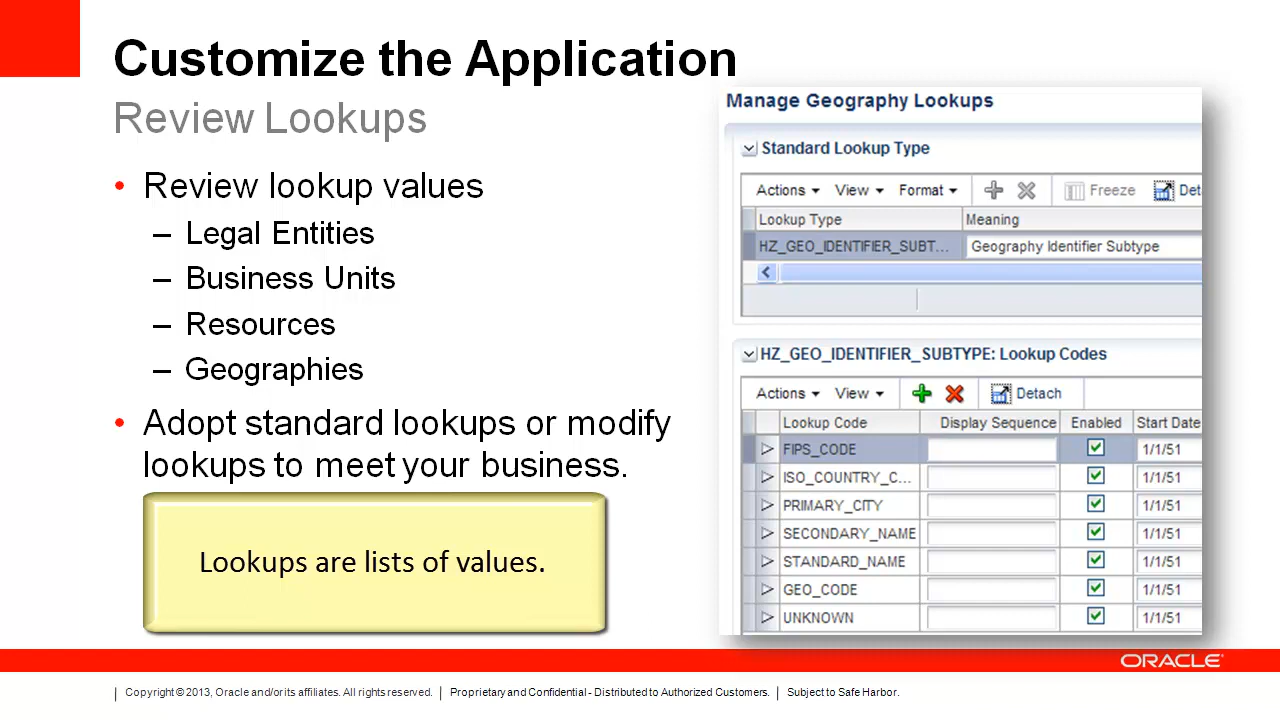 Customize the Application
Review Lookups
• Review lookup values
– Legal Entities
– Business Units
– Resources
– Geographies
• Adopt standard lookups or modify
lookups to meet your business.
Lookups are lists of values.
Manage Geography Lookups
Standard Lookup Type
Actions View Format Freeze Det
Lookup Type Meaning
HZ_GEO_IDENTIFIER_SUBT... Geography Identifier Subtype
HZ_GEO_IDENTIFIER_SUBTYPE: Lookup Codes
Actions View Detach
Lookup Code Display Sequence Enabled Start Date
FIPS_CODE 1/1/51
ISO_COUNTRY_C... 1/1/51
PRIMARY_CITY 1/1/51
SECONDARY_NAME 1/1/51
STANDARD_NAME 1/1/51
GEO_CODE 1/1/51
UNKNOWN 1/1/51
ORACLE
Copyright © 2013, Oracle and/orits affiliates. All rights reserved. | Proprietary and Confidential - Distributed to Authorized Customers. | Subject to Safe Harbor.